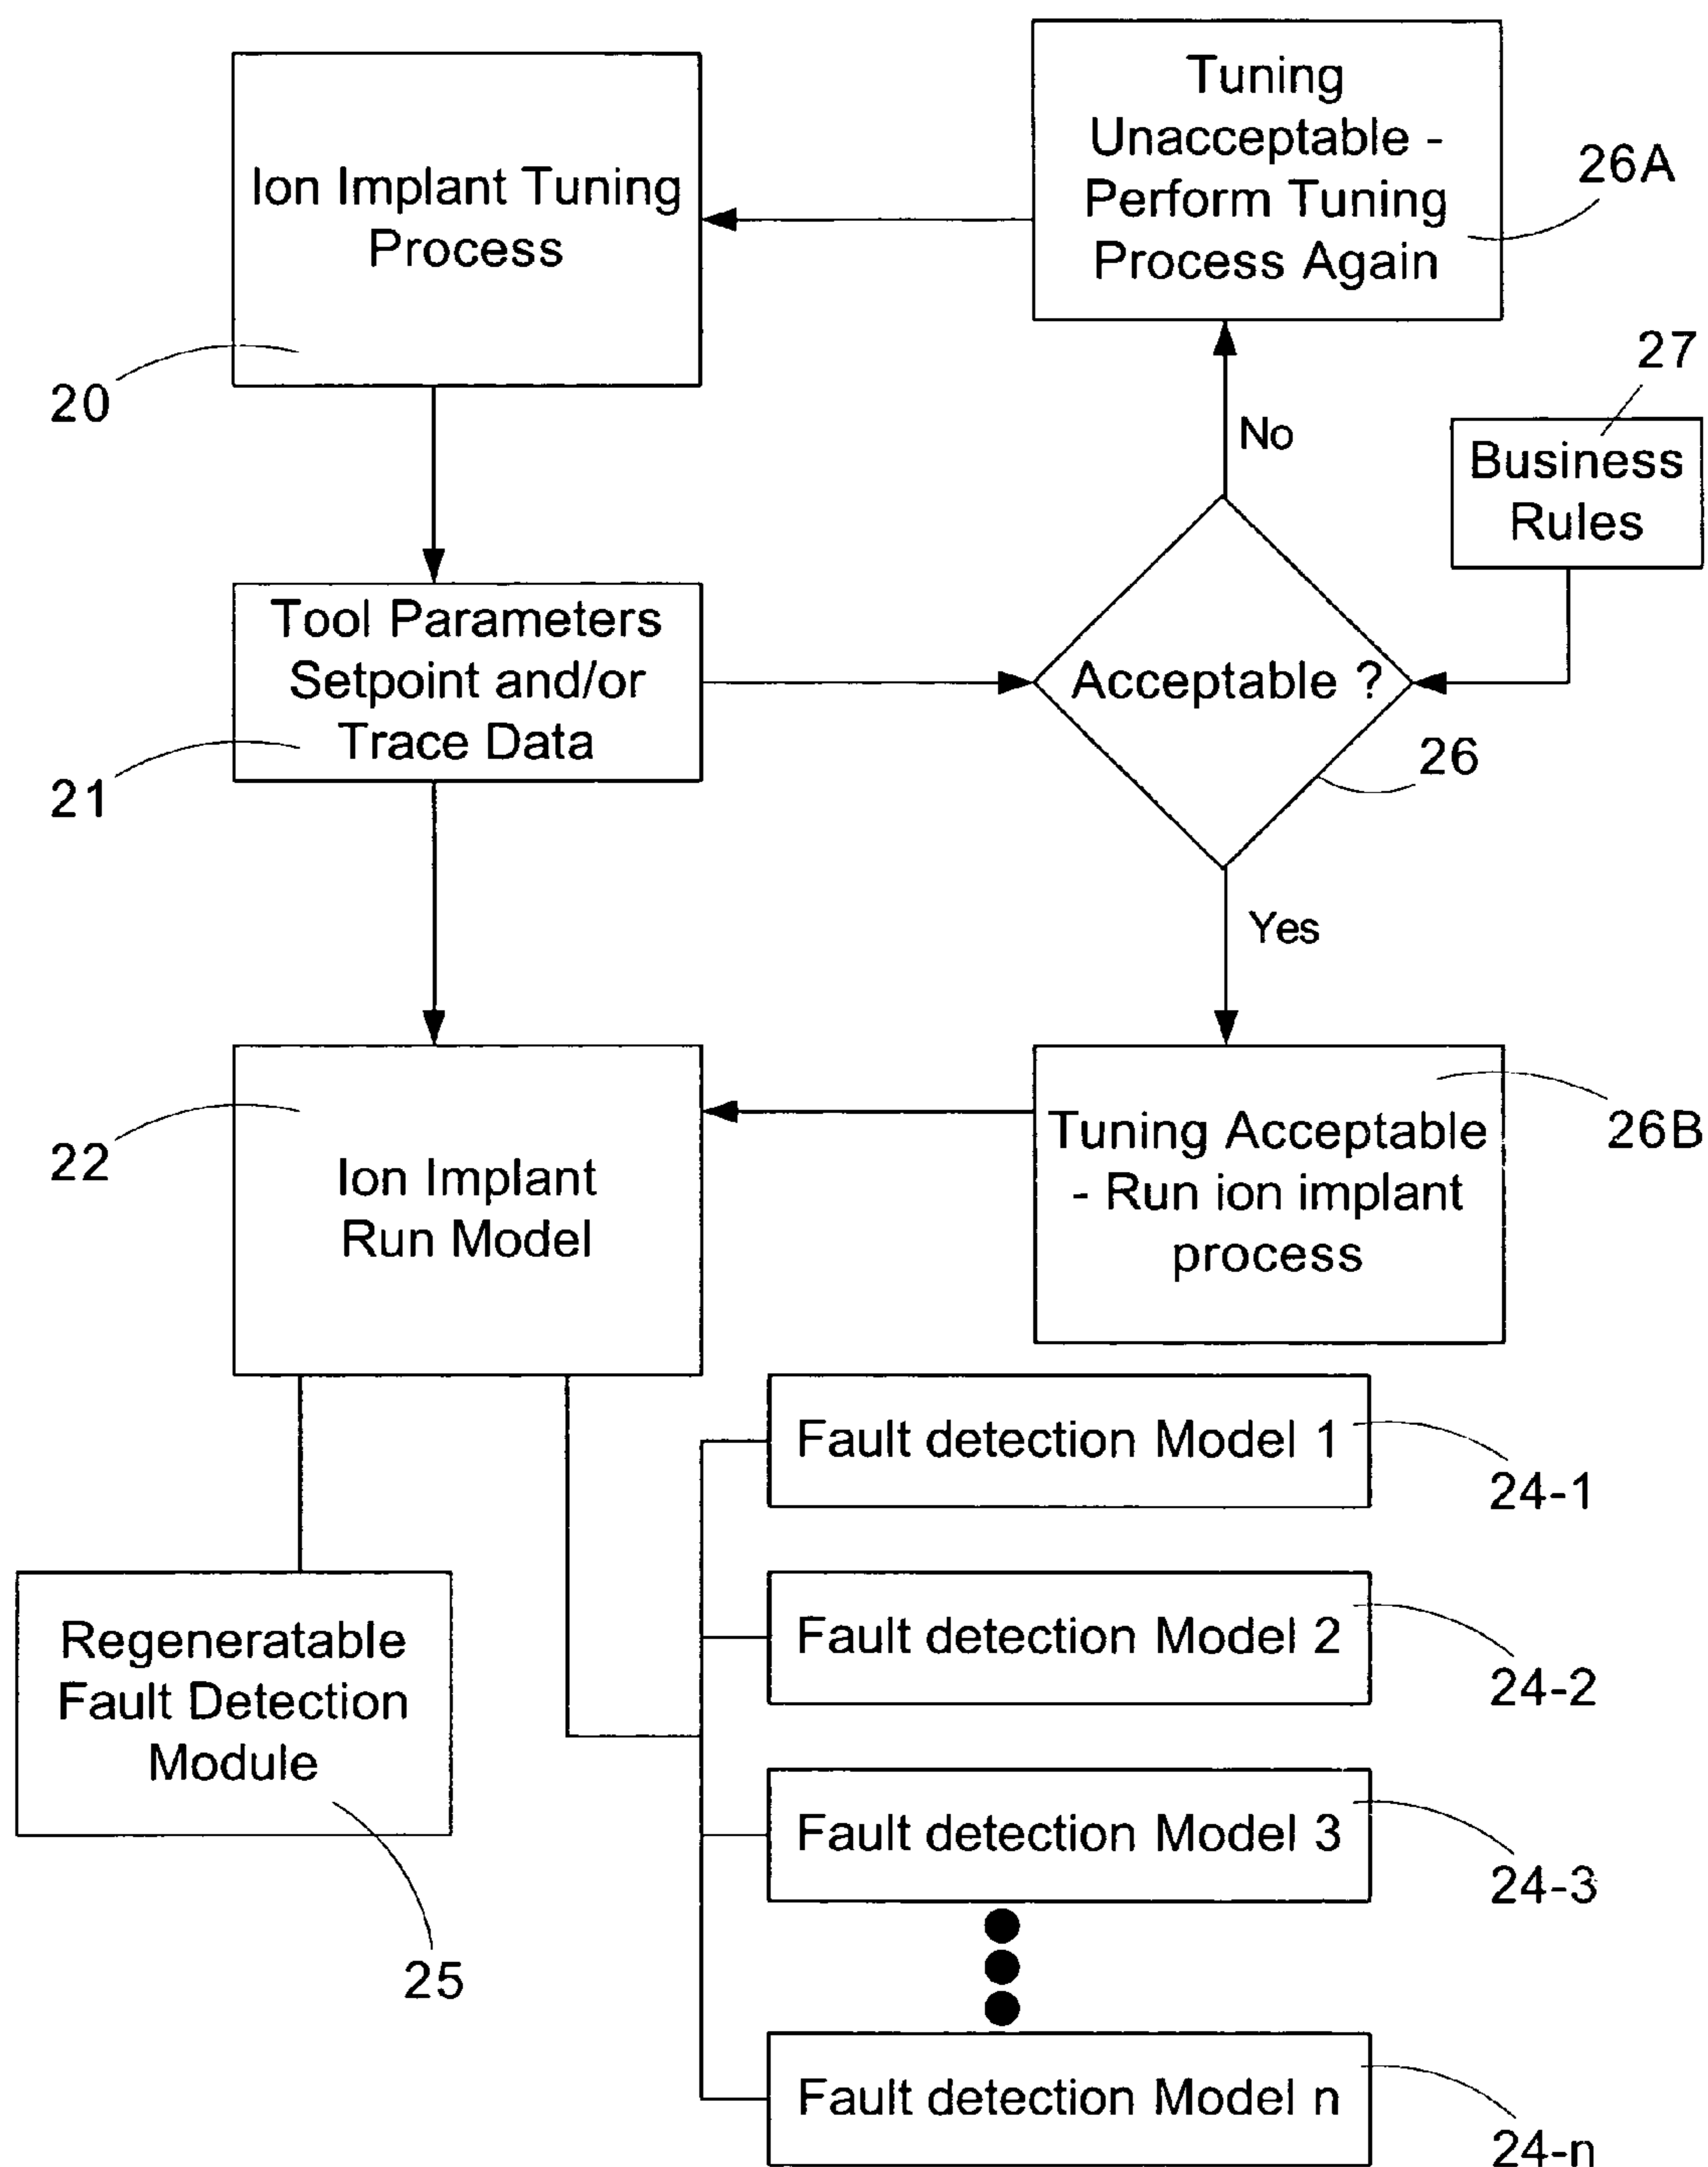 Ion Implant Tuning
Process
20
Tuning
Unacceptable -
Perform Tuning
Process Again
26A
27
Business
Rules
No
Tool Parameters
Setpoint and/or
Trace Data
21
Acceptable ?
26
Yes
22
Ion Implant
Run Model
Tuning Acceptable
- Run ion implant
process
26B
Fault detection Model 1
24-1
Fault detection Model 2
24-2
Regeneratable
Fault Detection
Module
25
Fault detection Model 3
24-3
Fault detection Model n
24-n